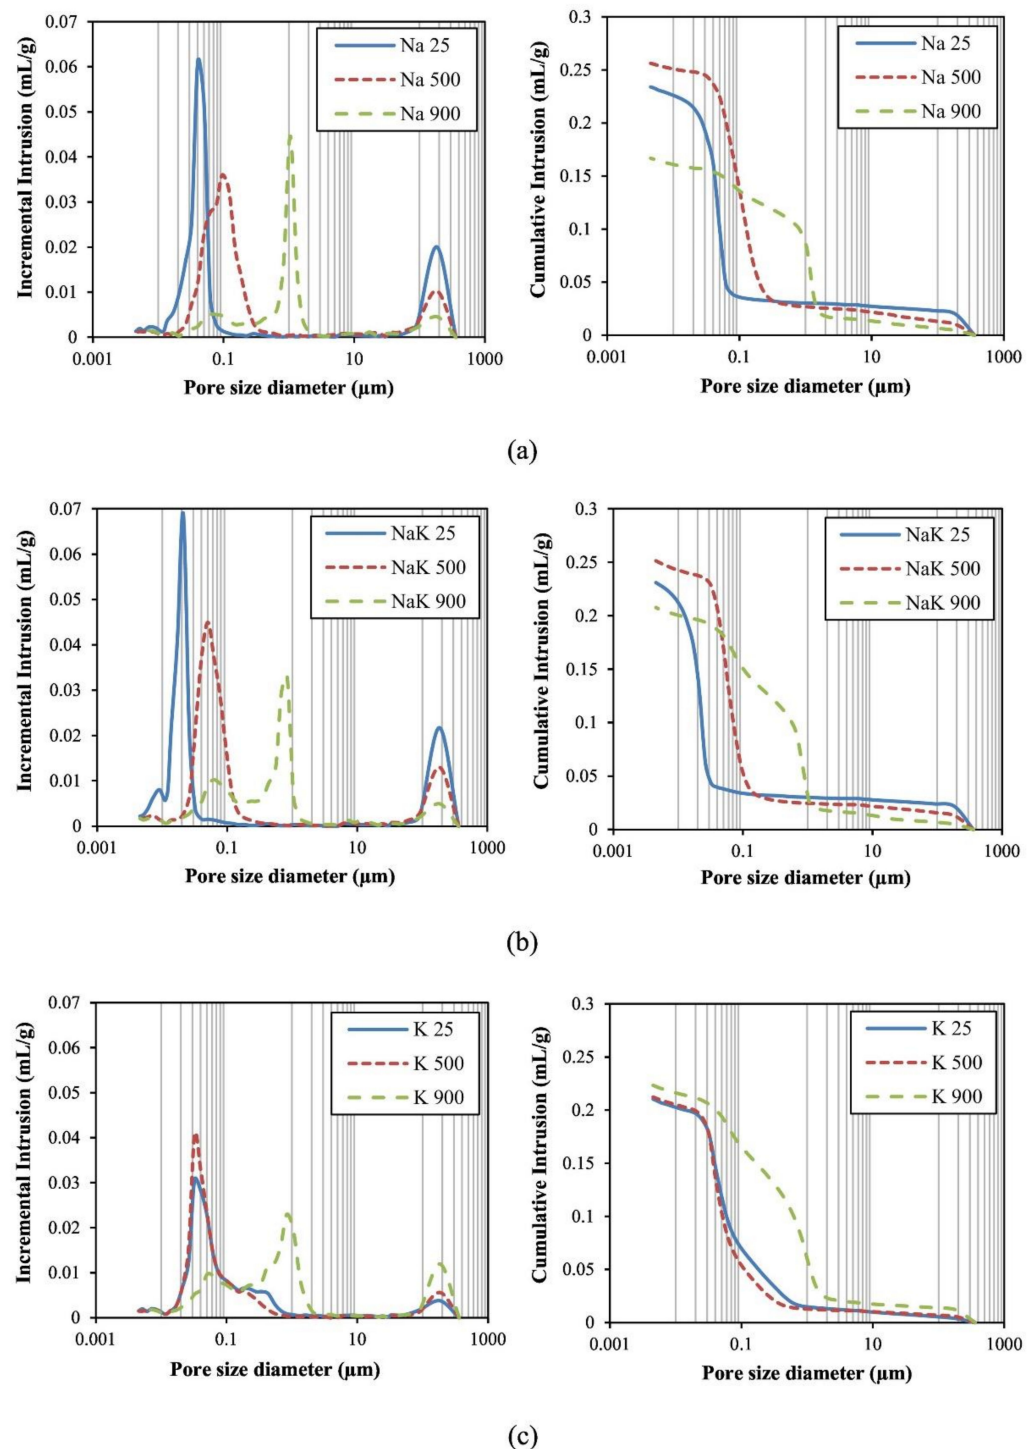 0.07
0.06
0.05
0.04
0.03
0.02
0.01
0
Incremental Intrusion (mL/g)
Na 25
Na 500
Na 900
0.001 0.1 10 1000
Pore size diameter (µm)
0.3
0.25
0.2
0.15
0.1
0.05
0
Cumulative Intrusion (mL/g)
Na 25
Na 500
Na 900
0.001 0.1 10 1000
Pore size diameter (µm)
(a)
0.07
0.06
0.05
0.04
0.03
0.02
0.01
0
Incremental Intrusion (mL/g)
NaK 25
NaK 500
NaK 900
0.001 0.1 10 1000
Pore size diameter (µm)
0.3
0.25
0.2
0.15
0.1
0.05
0
Cumulative Intrusion (mL/g)
NaK 25
NaK 500
NaK 900
0.001 0.1 10 1000
Pore size diameter (µm)
(b)
0.07
0.06
0.05
0.04
0.03
0.02
0.01
0
Incremental Intrusion (mL/g)
K 25
K 500
K 900
0.001 0.1 10 1000
Pore size diameter (µm)
0.3
0.25
0.2
0.15
0.1
0.05
0
Cumulative Intrusion (mL/g)
K 25
K 500
K 900
0.001 0.1 10 1000
Pore size diameter (µm)
(c)